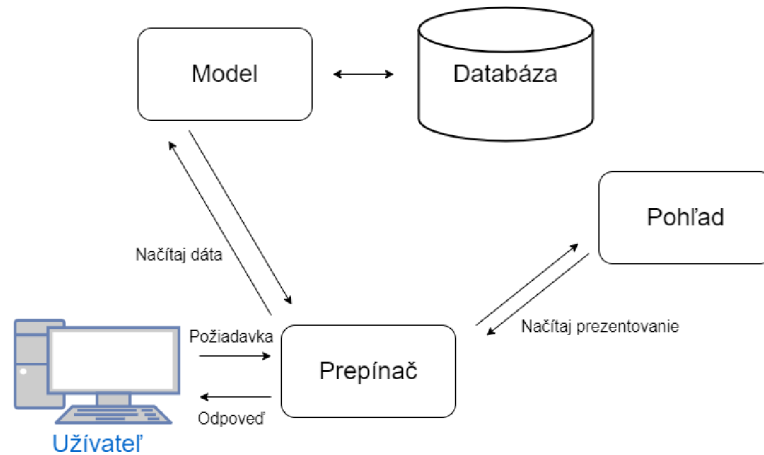 Model
Databáza
Pohľad
Načítaj dáta
Požiadavka
Načítaj prezentovanie
Prepínač
Odpoveď
Užívateľ